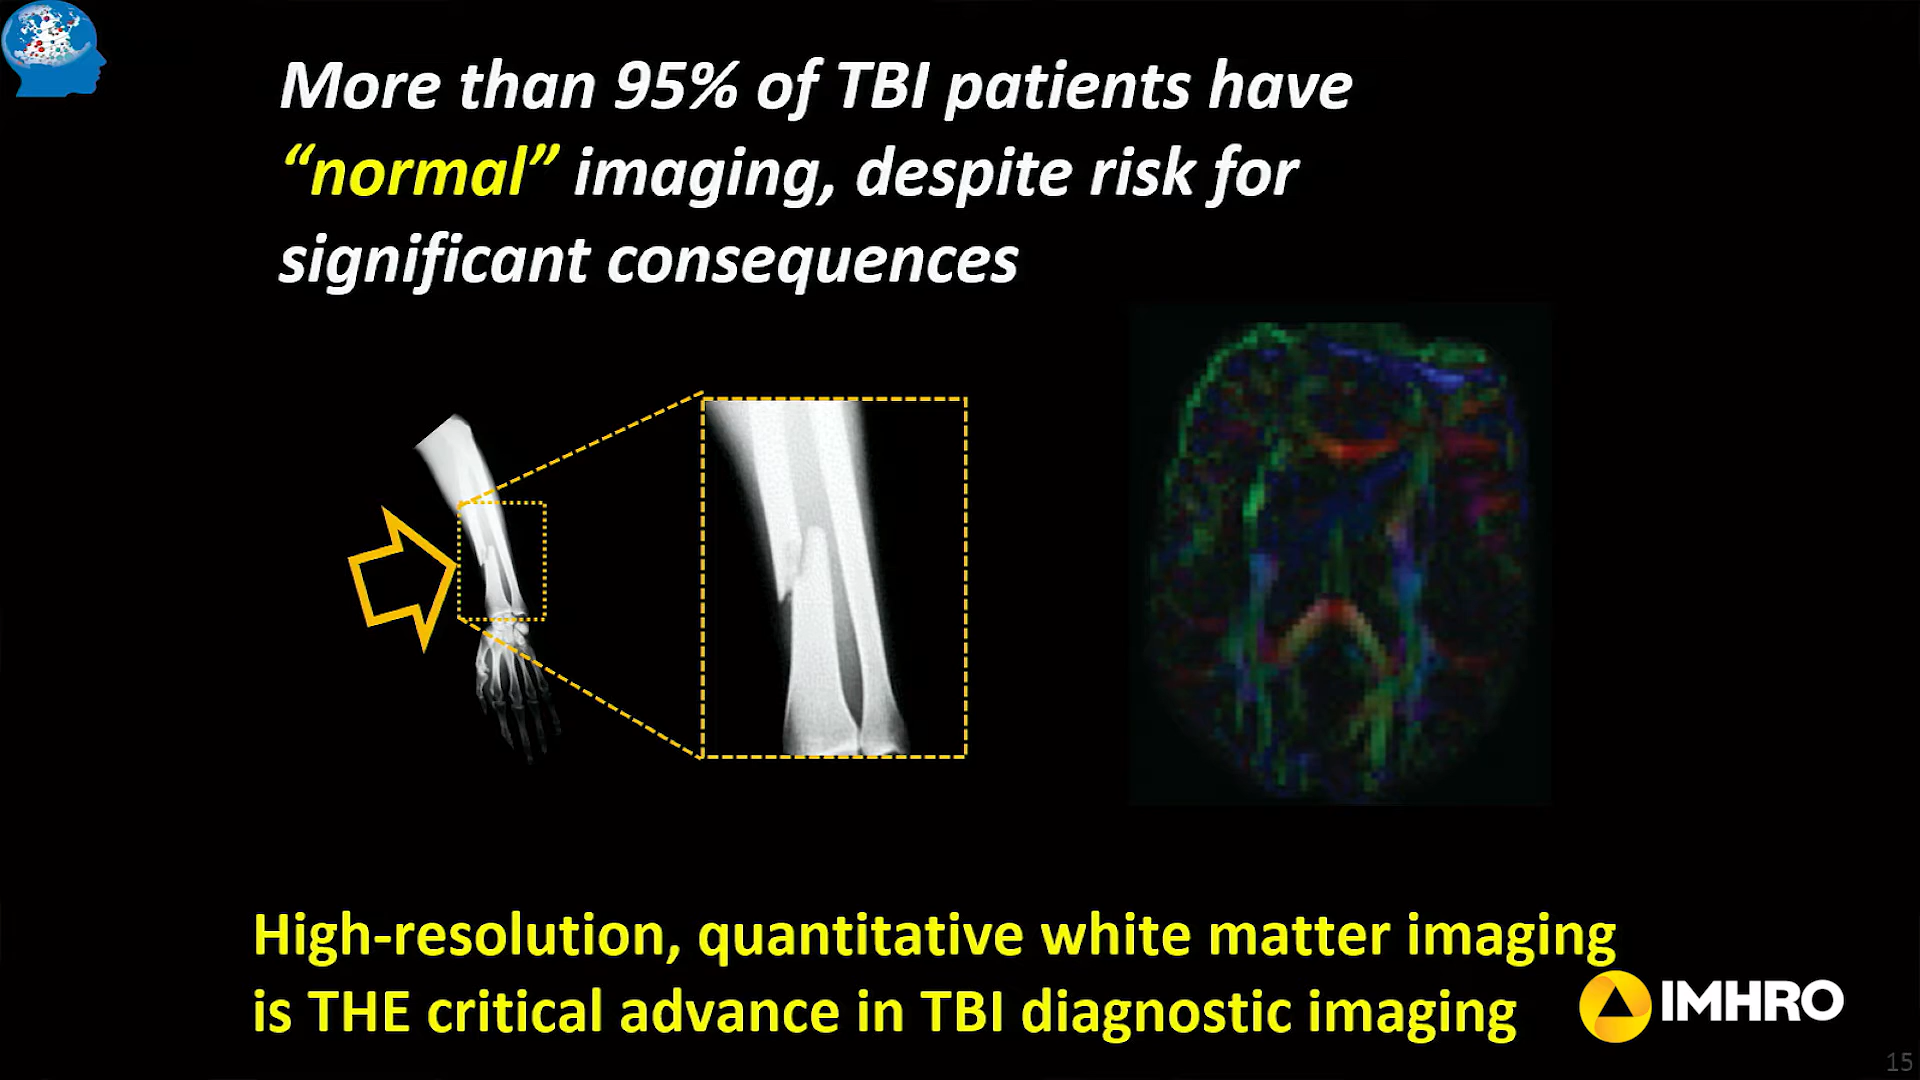 More than 95% of TBI patients have
“normal” imaging, despite risk for
significant consequences
High-resolution, quantitative white matter imaging
is THE critical advance in TBI diagnostic imaging
IMHRO
15